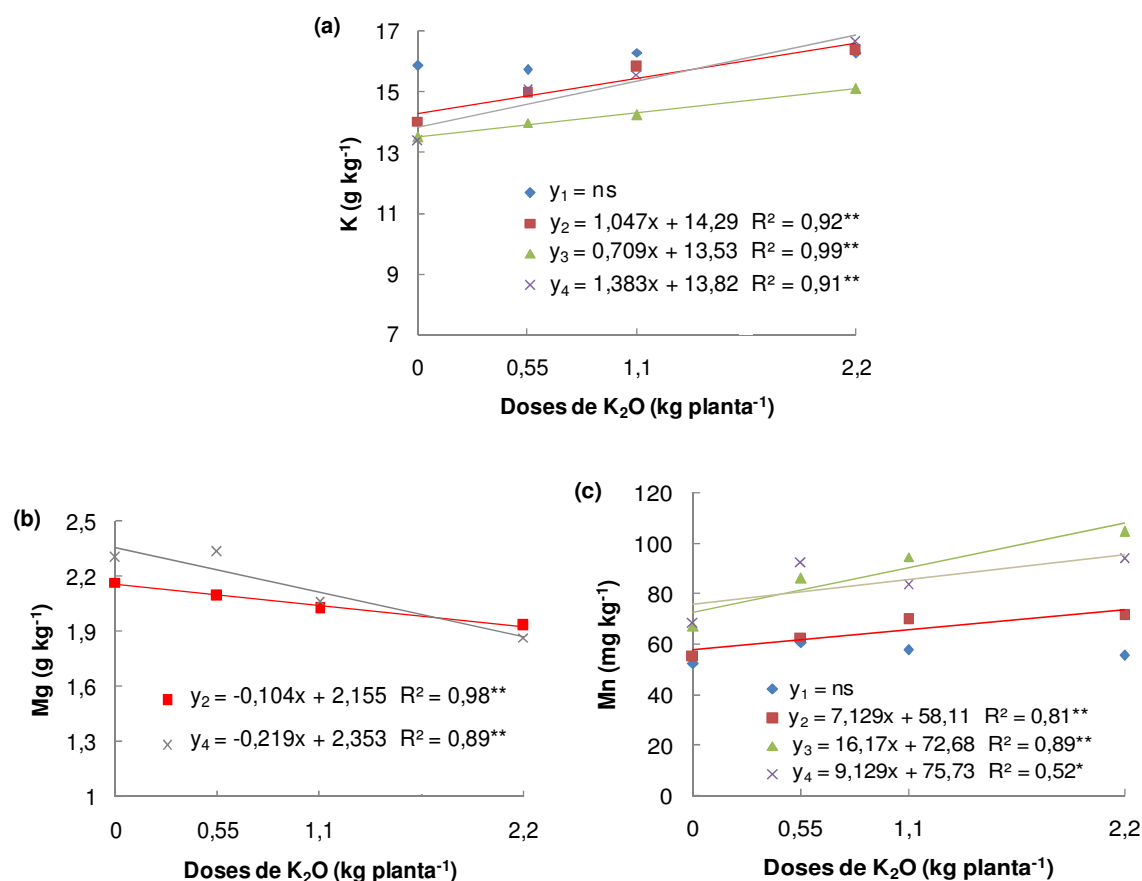 (a)
K (g kg⁻¹)
17
15
13
11
9
7
y₁ = ns
y₂ = 1,047x + 14,29 R² = 0,92**
y₃ = 0,709x + 13,53 R² = 0,99**
y₄ = 1,383x + 13,82 R² = 0,91**
0 0,55 1,1 2,2
Doses de K₂O (kg planta⁻¹)
(b)
Mg (g kg⁻¹)
2,5
2,2
1,9
1,6
1,3
1
y₂ = -0,104x + 2,155 R² = 0,98**
y₄ = -0,219x + 2,353 R² = 0,89**
0 0,55 1,1 2,2
Doses de K₂O (kg planta⁻¹)
(c)
Mn (mg kg⁻¹)
120
100
80
60
40
20
0
y₁ = ns
y₂ = 7,129x + 58,11 R² = 0,81**
y₃ = 16,17x + 72,68 R² = 0,89**
y₄ = 9,129x + 75,73 R² = 0,52*
0 0,55 1,1 2,2
Doses de K₂O (kg planta⁻¹)